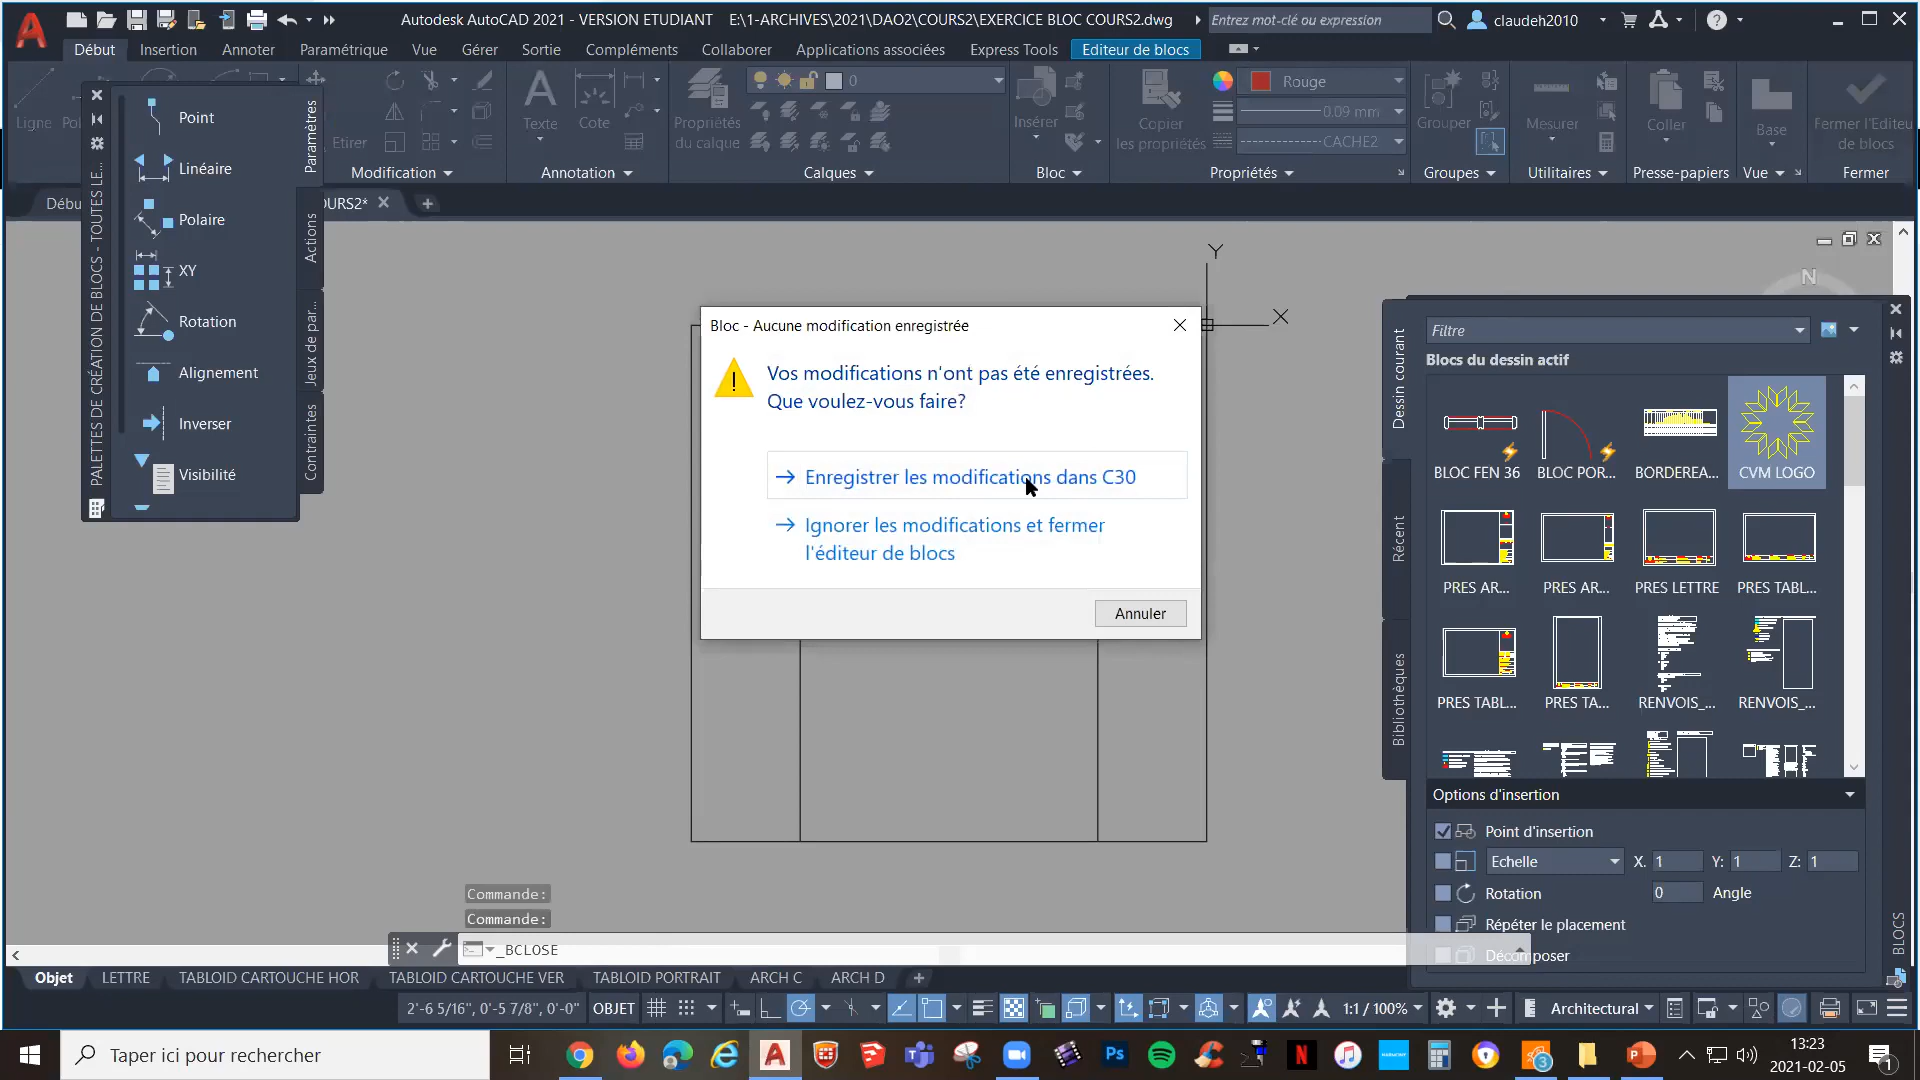 Autodesk AutoCAD 2021 - VERSION ETUDIANT E:\1-ARCHIVES\2021\DAO2\COURS2\EXERCICE BLOC COURS2.dwg
Entrez mot-clé ou expression
claudeh2010
Début Insertion Annoter Paramétrique Vue Gérer Sortie Compléments Collaborer Applications associées Express Tools Editeur de blocs
0
Rouge
0.09 mm
CACHE2
Ligne
Etirer
Texte
Cote
Propriétés
du calque
Insérer
Copier
les propriétés
Grouper
Mesurer
Coller
Base
Fermer l'Editeu
de blocs
Modification Annotation Calques Bloc Propriétés Groupes Utilitaires Presse-papiers Vue Fermer
OURS2*
PALETTES DE CRÉATION DE BLOCS - TOUTES LE...
Point
Linéaire
Polaire
XY
Rotation
Alignement
Inverser
Visibilité
Paramètres
Actions
Jeux de par...
Contraintes
Y
X
N
Bloc - Aucune modification enregistrée
Vos modifications n'ont pas été enregistrées.
Que voulez-vous faire?
Enregistrer les modifications dans C30
Ignorer les modifications et fermer
l'éditeur de blocs
Annuler
Dessin courant
Récent
Bibliothèques
Filtre
Blocs du dessin actif
BLOC FEN 36 BLOC POR... BORDEREA... CVM LOGO
PRES AR... PRES AR... PRES LETTRE PRES TABL...
PRES TABL... PRES TA... RENVOIS_... RENVOIS_...
Options d'insertion
Point d'insertion
Echelle X. 1 Y: 1 Z: 1
Rotation 0 Angle
Répéter le placement
Décomposer
BLOCS
Commande:
Commande:
_BCLOSE
Objet LETTRE TABLOID CARTOUCHE HOR TABLOID CARTOUCHE VER TABLOID PORTRAIT ARCH C ARCH D
2'-6 5/16", 0'-5 7/8", 0'-0" OBJET 1:1 / 100% Architectural
Taper ici pour rechercher
13:23
2021-02-05